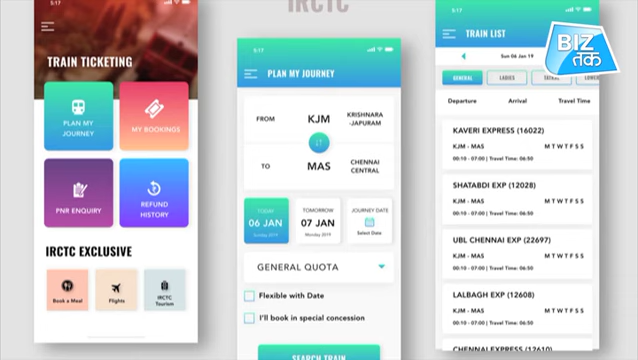 IRCTC
TRAIN TICKETING
PLAN MY
JOURNEY
MY BOOKINGS
PNR ENQUIRY
REFUND
HISTORY
IRCTC EXCLUSIVE
Book a Meal
Flights
IRCTC
Tourism
5:17
PLAN MY JOURNEY
FROM
KJM
KRISHNARA
-JAPURAM
TO
MAS
CHENNAI
CENTRAL
TODAY
06 JAN
Sunday 2019
TOMORROW
07 JAN
Monday 2019
JOURNEY DATE
Select Date
GENERAL QUOTA
Flexible with Date
I'll book in special concession
SEARCH TRAIN
5:17
TRAIN LIST
Sun 06 Jan 19
GENERAL
LADIES
TATKAL
LOWER
Departure Arrival Travel Time
KAVERI EXPRESS (16022)
KJM - MAS M T W T F S S
00:10 - 07:00 | Travel Time: 06:50
SHATABDI EXP (12028)
KJM - MAS M T W T F S S
00:10 - 07:00 | Travel Time: 06:50
UBL CHENNAI EXP (22697)
KJM - MAS M T W T F S S
00:10 - 07:00 | Travel Time: 06:50
LALBAGH EXP (12608)
KJM - MAS M T W T F S S
00:10 - 07:00 | Travel Time: 06:50
CHENNAI EXPRESS (12610)
BIZ
तक